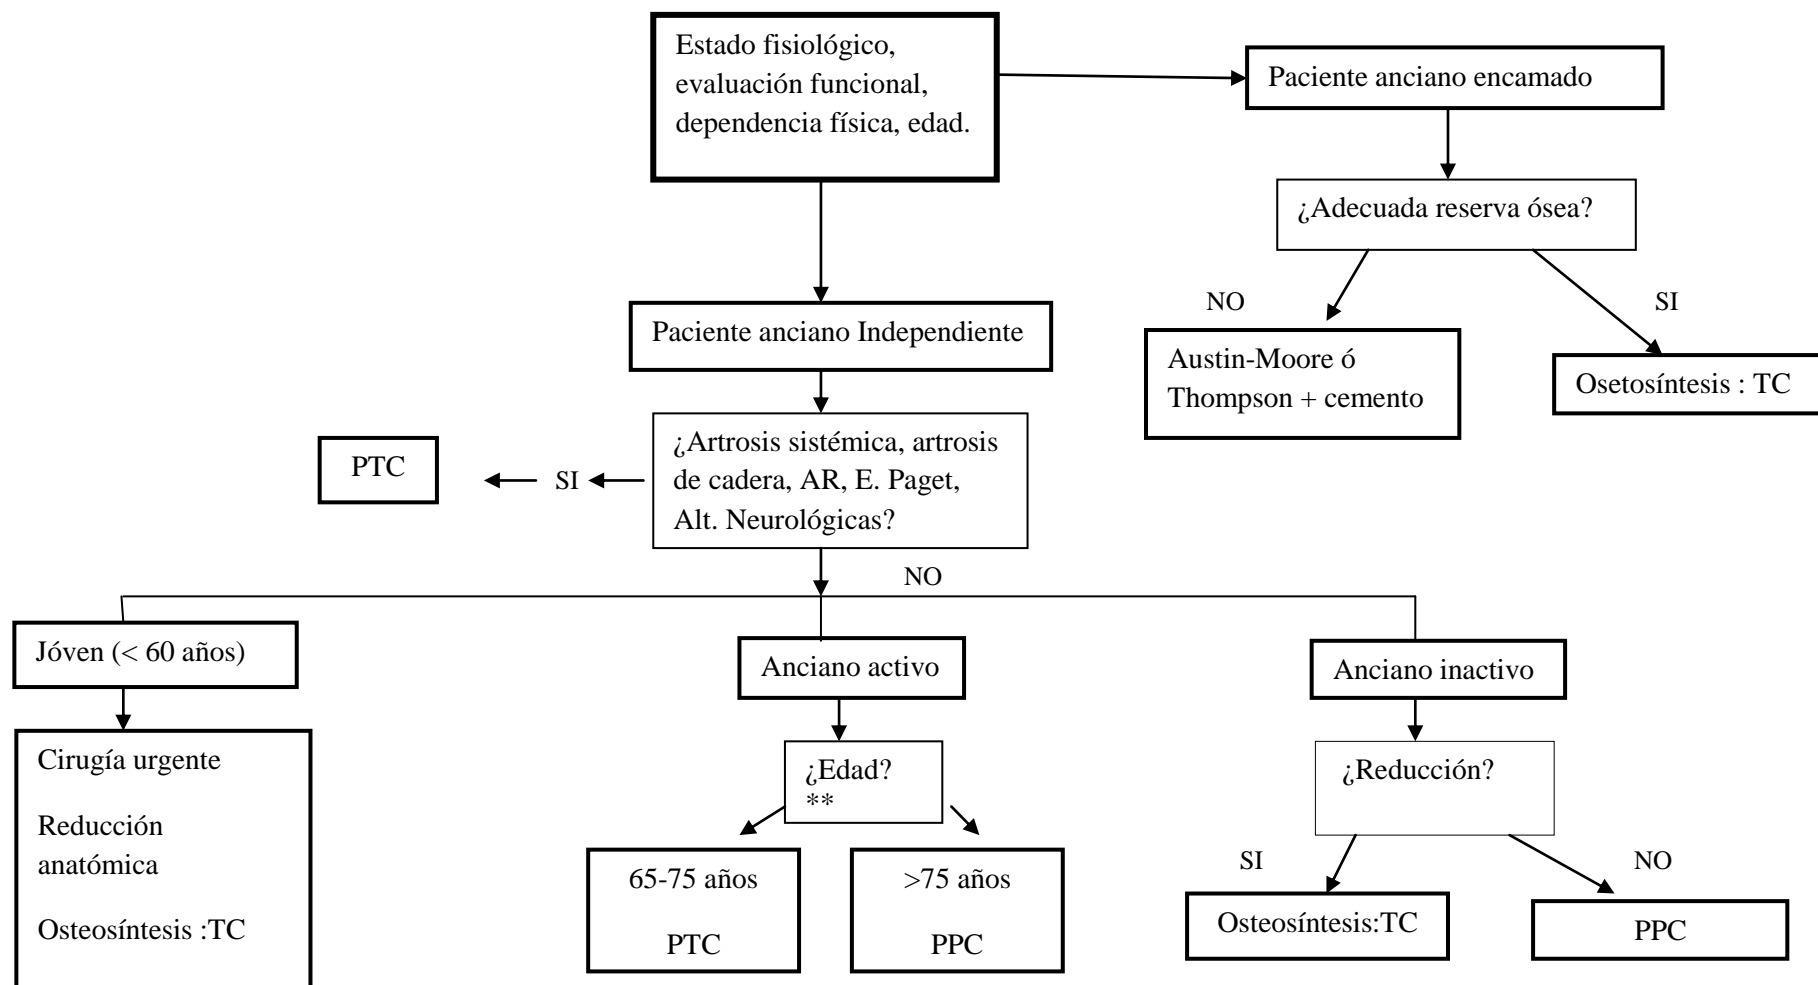 Estado fisiológico,
evaluación funcional,
dependencia física, edad.
Paciente anciano encamado
¿Adecuada reserva ósea?
NO
SI
Austin-Moore ó
Thompson + cemento
Osetosíntesis : TC
Paciente anciano Independiente
¿Artrosis sistémica, artrosis
de cadera, AR, E. Paget,
Alt. Neurológicas?
SI
PTC
NO
Jóven (< 60 años)
Cirugía urgente
Reducción
anatómica
Osteosíntesis :TC
Anciano activo
¿Edad?
**
65-75 años
PTC
>75 años
PPC
Anciano inactivo
¿Reducción?
SI
NO
Osteosíntesis:TC
PPC